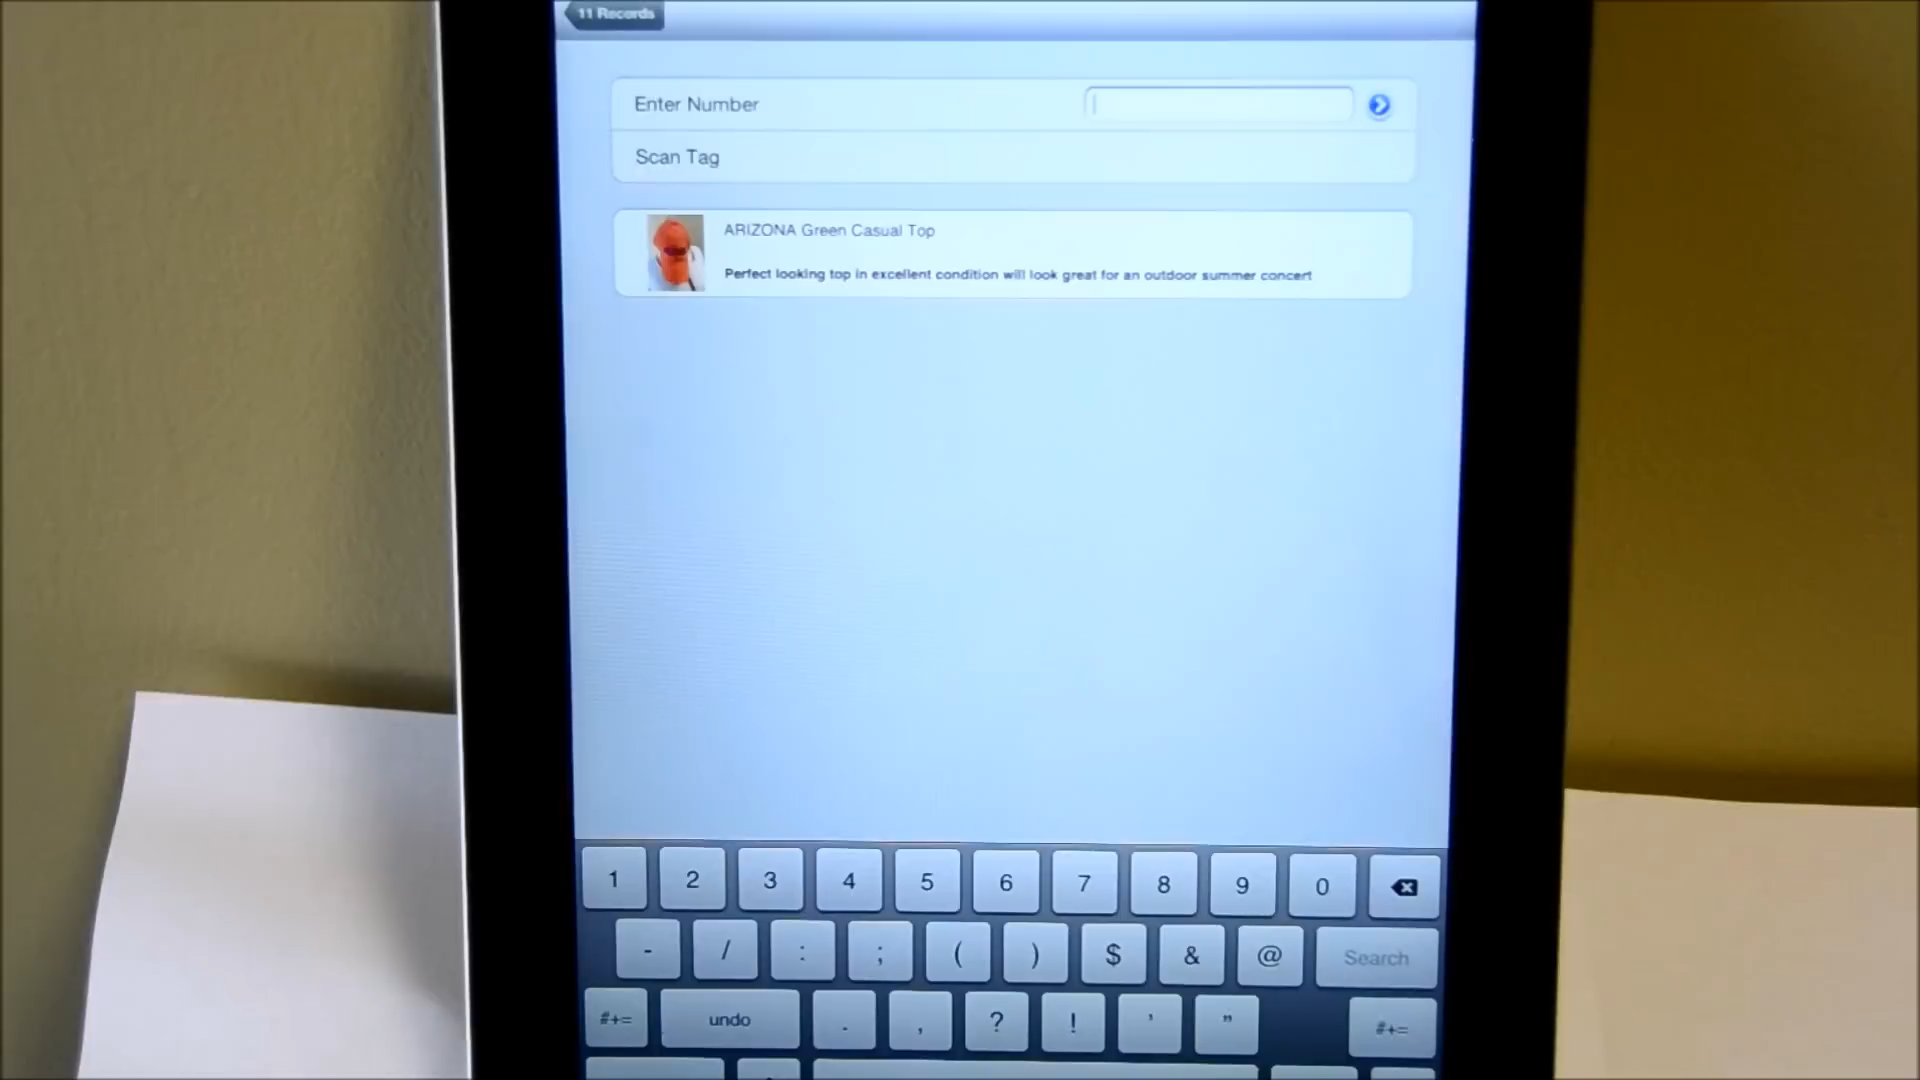 11 Records
Enter Number
Scan Tag
ARIZONA Green Casual Top
Perfect looking top in excellent condition will look great for an outdoor summer concert
1 2 3 4 5 6 7 8 9 0
- / : ; ( ) $ & @ Search
#+= undo . , ? ! ' " #+=